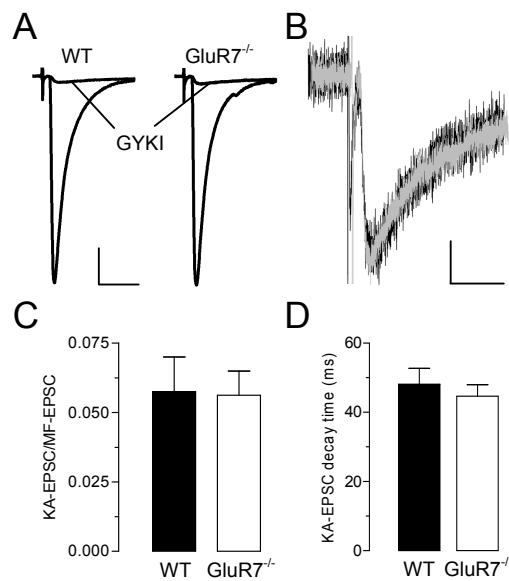 A
B
WT
GluR7-/-
GYKI
C
D
KA-EPSC/MF-EPSC
0.075
0.050
0.025
0.000
WT
GluR7-/-
KA-EPSC decay time (ms)
60
40
20
0
WT
GluR7-/